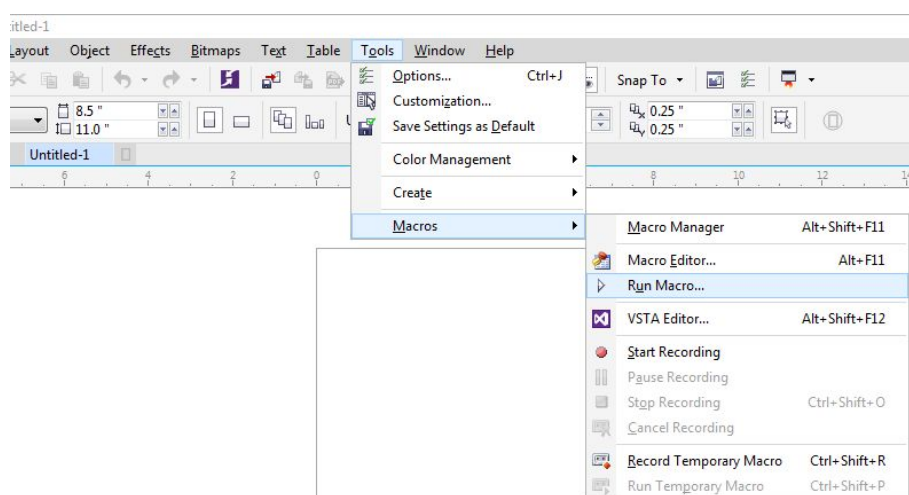 itled-1
Layout Object Effects Bitmaps Text Table Tools Window Help
Snap To
8.5 "
11.0 "
0.25 "
0.25 "
Untitled-1
6 4 2 0 8 10 12 14
Options... Ctrl+J
Customization...
Save Settings as Default
Color Management
Create
Macros
Macro Manager Alt+Shift+F11
Macro Editor... Alt+F11
Run Macro...
VSTA Editor... Alt+Shift+F12
Start Recording
Pause Recording
Stop Recording Ctrl+Shift+O
Cancel Recording
Record Temporary Macro Ctrl+Shift+R
Run Temporary Macro Ctrl+Shift+P